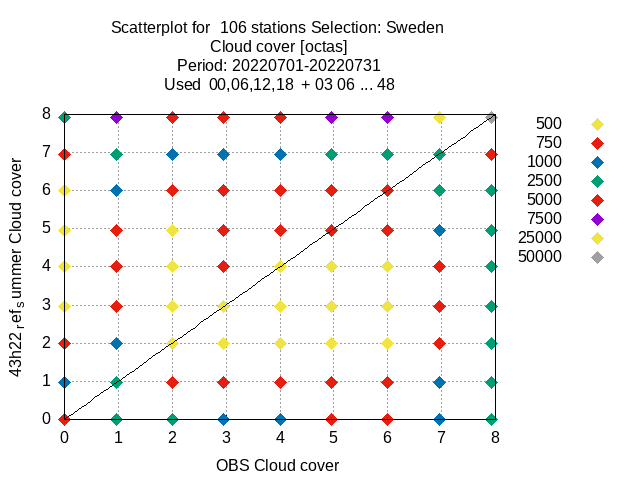 Scatterplot for 106 stations Selection: Sweden
Cloud cover [octas]
Period: 20220701-20220731
Used 00,06,12,18 + 03 06 ... 48
8
7
6
5
4
3
2
1
0
43h22refsummer Cloud cover
0 1 2 3 4 5 6 7 8
OBS Cloud cover
500
750
1000
2500
5000
7500
25000
50000